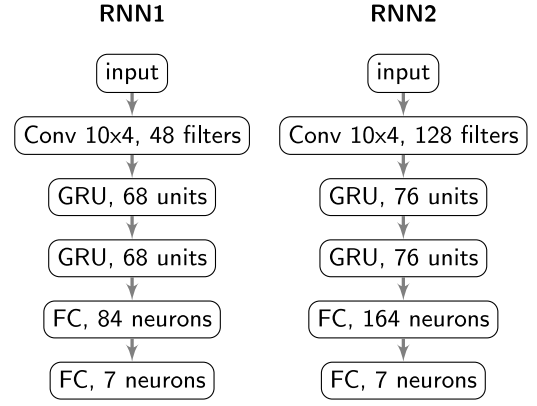 RNN1
input
Conv 10x4, 48 filters
GRU, 68 units
GRU, 68 units
FC, 84 neurons
FC, 7 neurons
RNN2
input
Conv 10x4, 128 filters
GRU, 76 units
GRU, 76 units
FC, 164 neurons
FC, 7 neurons